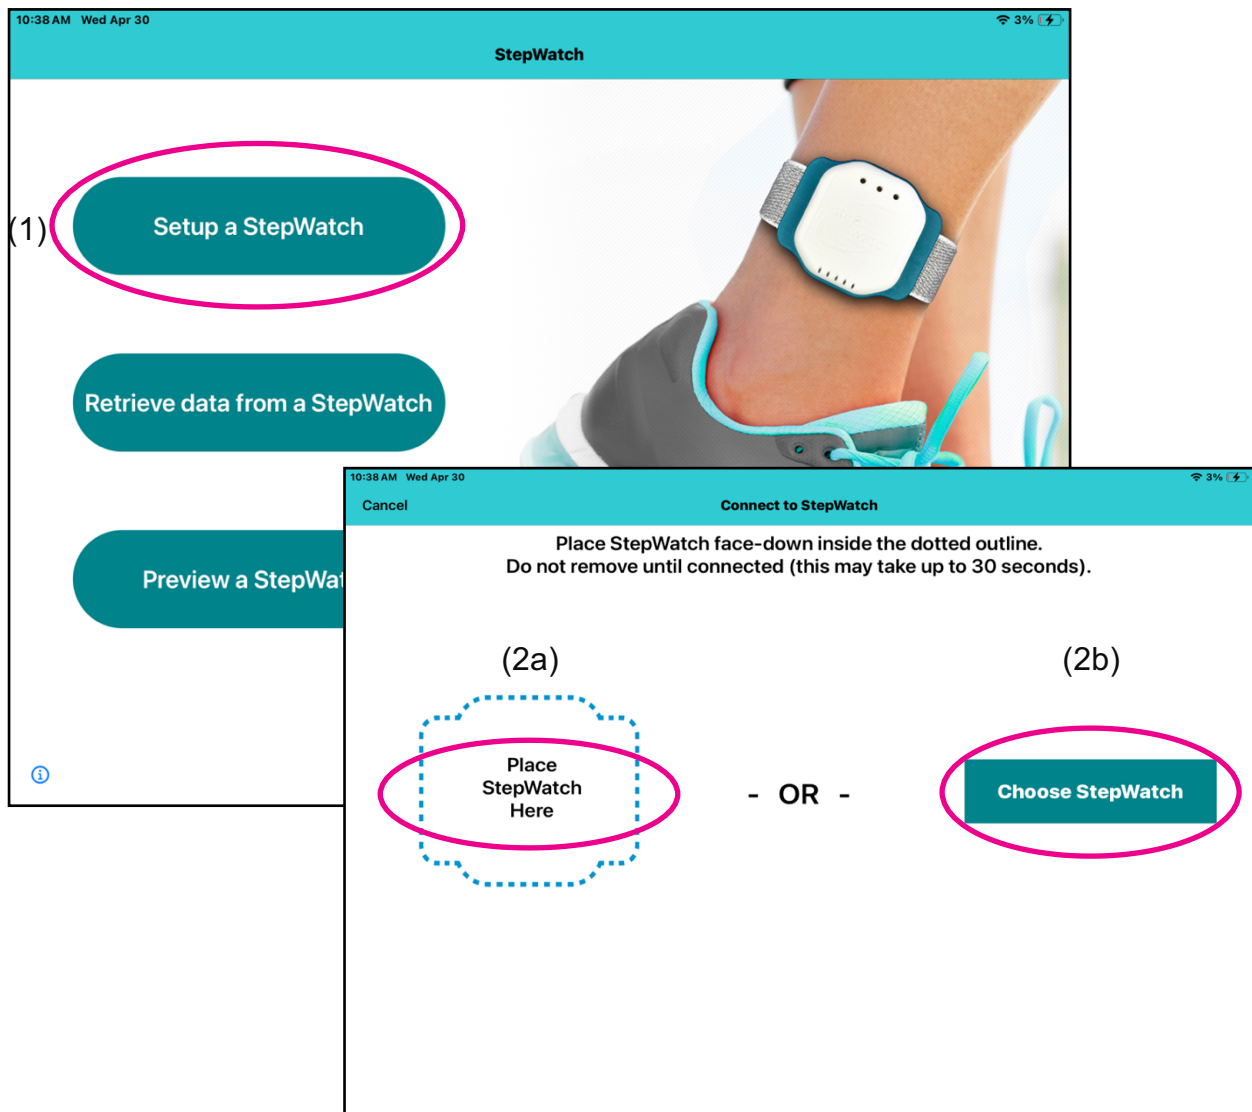 10:38 AM Wed Apr 30
3%
StepWatch
(1)
Setup a StepWatch
Retrieve data from a StepWatch
Preview a StepWat
10:38 AM Wed Apr 30
3%
Cancel
Connect to StepWatch
Place StepWatch face-down inside the dotted outline.
Do not remove until connected (this may take up to 30 seconds).
(2a)
Place
StepWatch
Here
- OR -
(2b)
Choose StepWatch